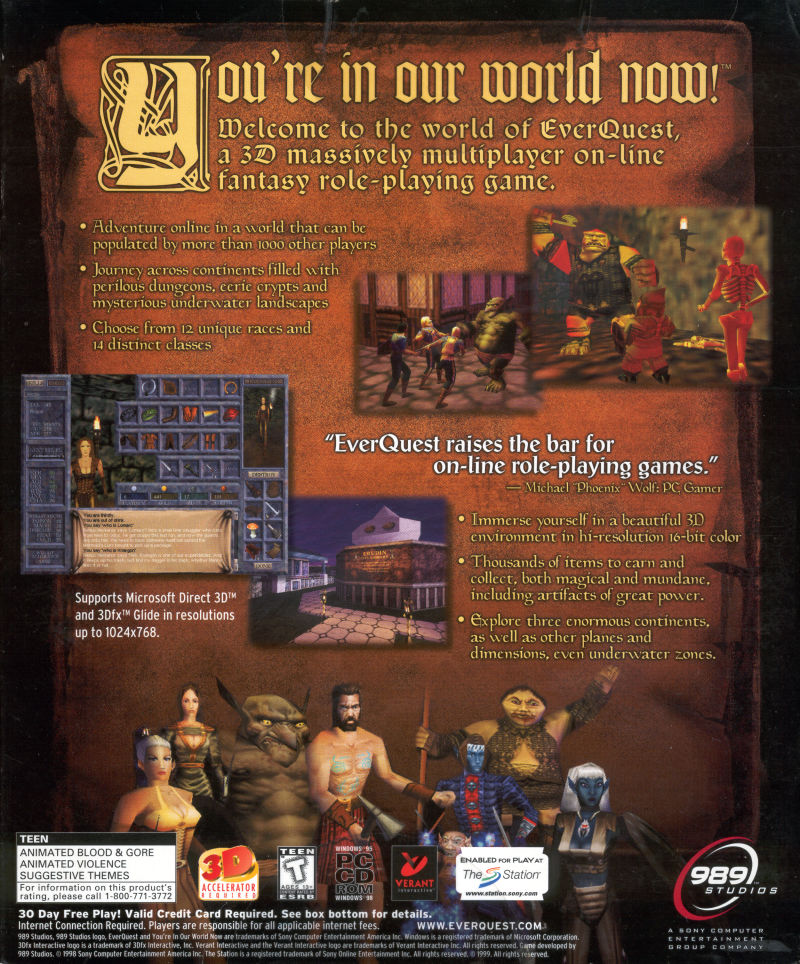 You're in our world now!™
Welcome to the world of EverQuest,
a 3D massively multiplayer on-line
fantasy role-playing game.
• Adventure online in a world that can be
populated by more than 1000 other players
• Journey across continents filled with
perilous dungeons, eerie crypts and
mysterious underwater landscapes
• Choose from 12 unique races and
14 distinct classes
"EverQuest raises the bar for
on-line role-playing games."
— Michael "Phoenix" Wolf: PC Gamer
You are thirsty.
You are out of drink.
• Immerse yourself in a beautiful 3D
environment in hi-resolution 16-bit color
• Thousands of items to earn and
collect, both magical and mundane,
including artifacts of great power.
• Explore three enormous continents,
as well as other planes and
dimensions, even underwater zones.
Supports Microsoft Direct 3D™
and 3Dfx™ Glide in resolutions
up to 1024x768.
TEEN
ANIMATED BLOOD & GORE
ANIMATED VIOLENCE
SUGGESTIVE THEMES
For information on this product's
rating, please call 1-800-771-3772
3D
ACCELERATOR
REQUIRED
TEEN
T
AGES 13+
ESRB
WINDOWS 95
PC
CD
ROM
WINDOWS 98
VERANT
interactive
ENABLED FOR PLAY AT
The Station
www.station.sony.com
989
STUDIOS
A SONY COMPUTER
ENTERTAINMENT
GROUP COMPANY
30 Day Free Play! Valid Credit Card Required. See box bottom for details.
Internet Connection Required. Players are responsible for all applicable internet fees.
WWW.EVERQUEST.COM
989 Studios, 989 Studios logo, EverQuest and You're In Our World Now are trademarks of Sony Computer Entertainment America Inc. Windows is a registered trademark of Microsoft Corporation.
3Dfx Interactive logo is a trademark of 3Dfx Interactive, Inc. Verant Interactive and the Verant Interactive logo are trademarks of Verant Interactive Inc. All rights reserved. Game developed by
989 Studios. © 1998 Sony Computer Entertainment America Inc. The Station is a registered trademark of Sony Online Entertainment Inc. All rights reserved. © 1999. All rights reserved.